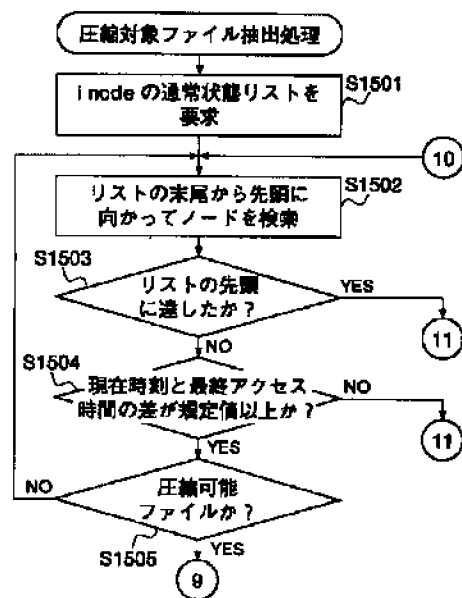 圧縮対象ファイル抽出処理
i nodeの通常状態リストを
要求
S1501
10
リストの末尾から先頭に
向かってノードを検索
S1502
S1503
リストの先頭
に達したか？
YES
11
NO
S1504
現在時刻と最終アクセス
時間の差が規定値以上か？
NO
11
YES
NO
圧縮可能
ファイルか？
S1505
YES
9